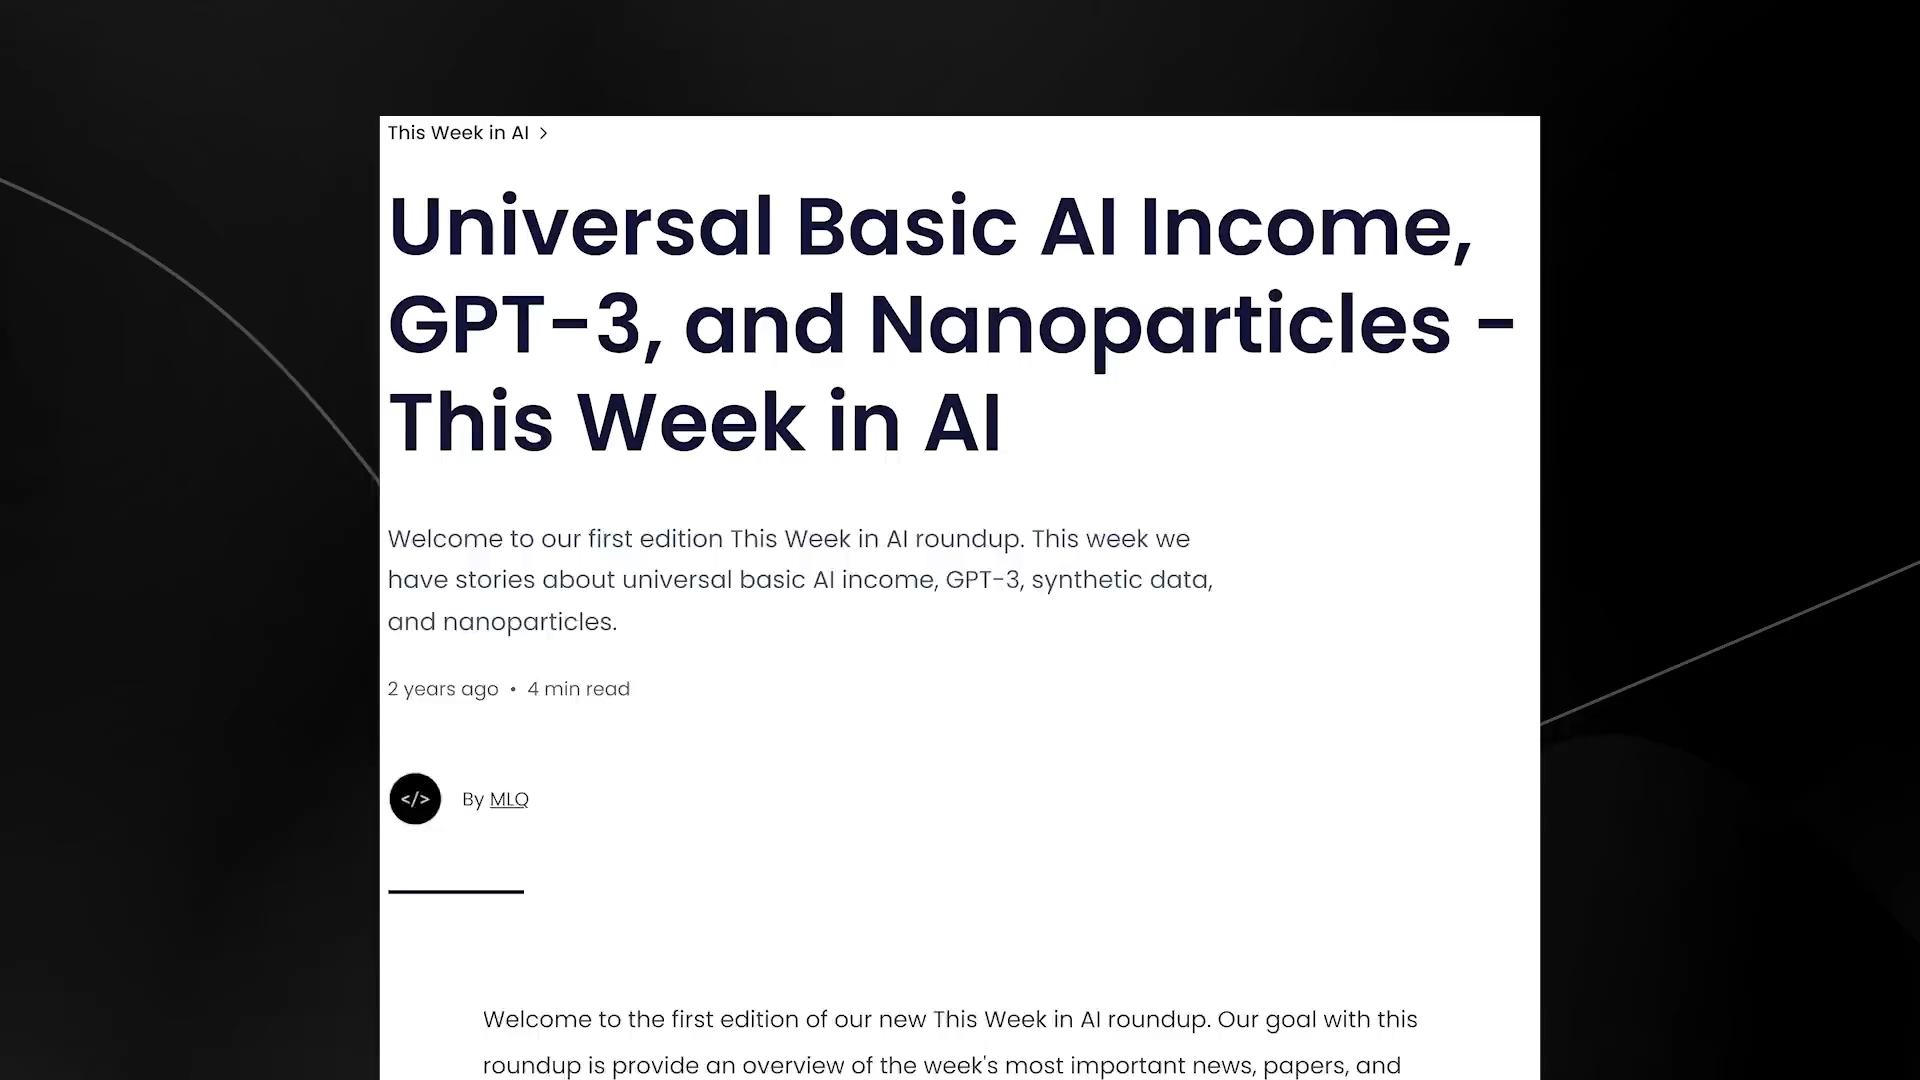 This Week in AI >
Universal Basic AI Income,
GPT-3, and Nanoparticles -
This Week in AI
Welcome to our first edition This Week in AI roundup. This week we
have stories about universal basic AI income, GPT-3, synthetic data,
and nanoparticles.
2 years ago • 4 min read
</> By MLQ
Welcome to the first edition of our new This Week in AI roundup. Our goal with this
roundup is provide an overview of the week's most important news, papers, and